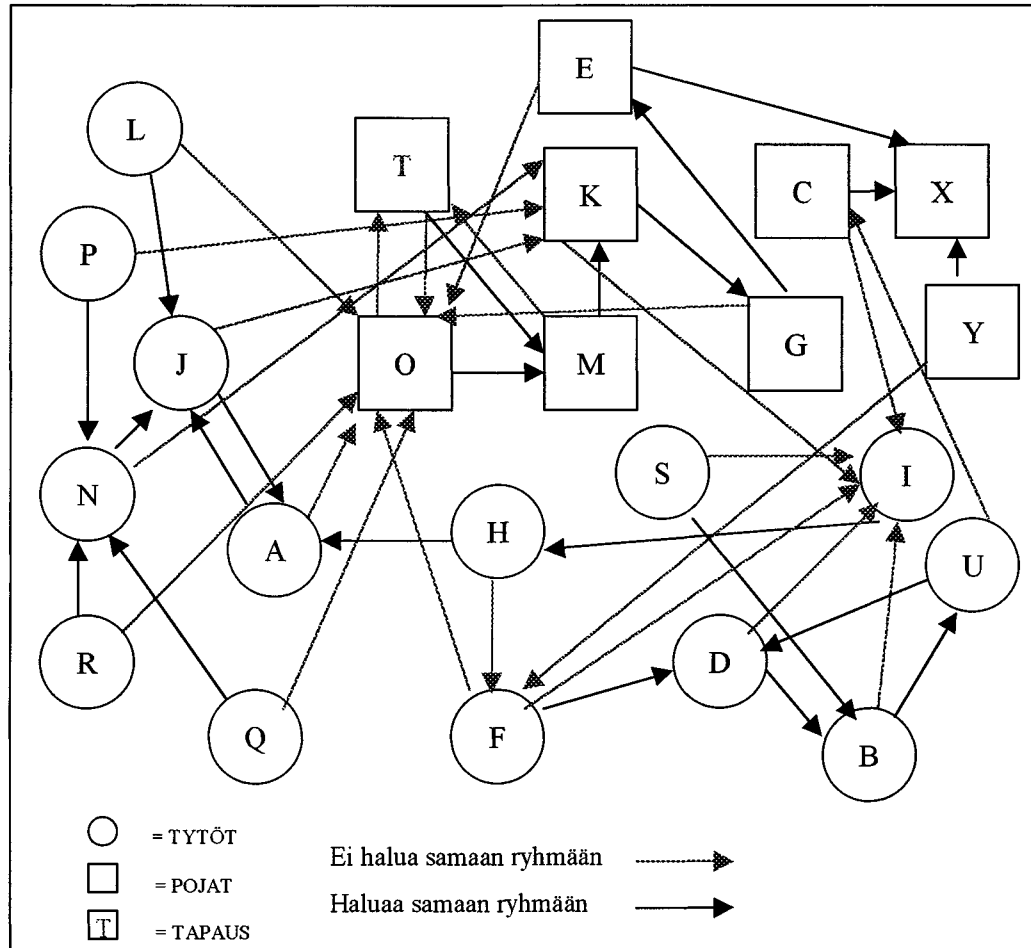 E
L
T
K
C
X
P
J
O
M
G
Y
N
S
I
A
H
U
R
D
Q
F
B
= TYTÖT
Ei halua samaan ryhmään
= POJAT
Haluaa samaan ryhmään
T = TAPAUS